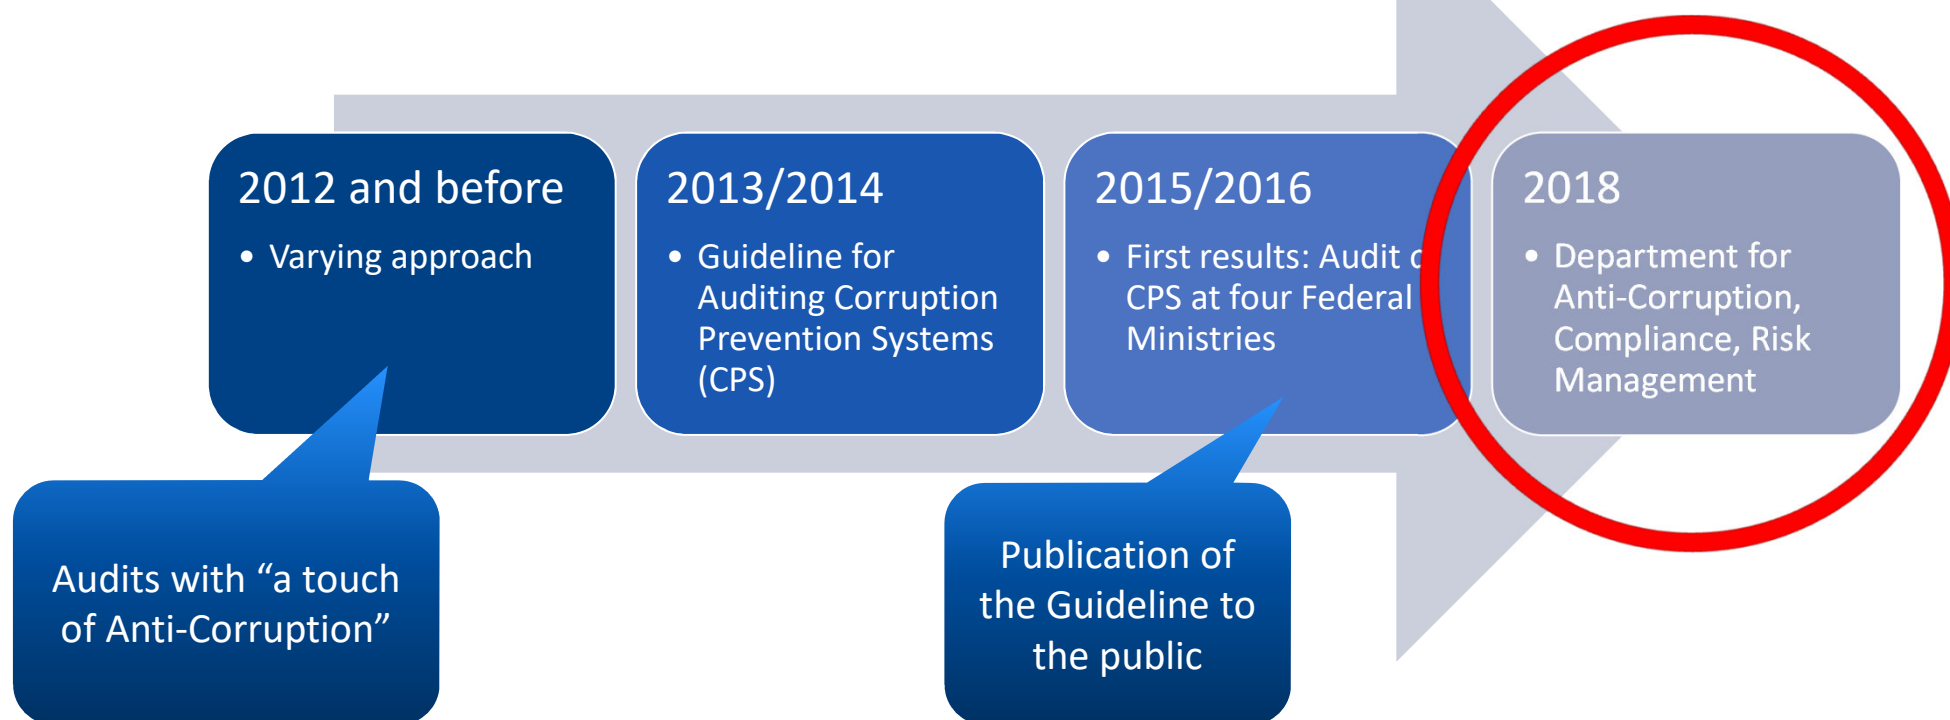 2012 and before
• Varying approach
2013/2014
• Guideline for
Auditing Corruption
Prevention Systems
(CPS)
2015/2016
• First results: Audit
CPS at four Federal
Ministries
2018
• Department for
Anti-Corruption,
Compliance, Risk
Management
Audits with “a touch
of Anti-Corruption”
Publication of
the Guideline to
the public